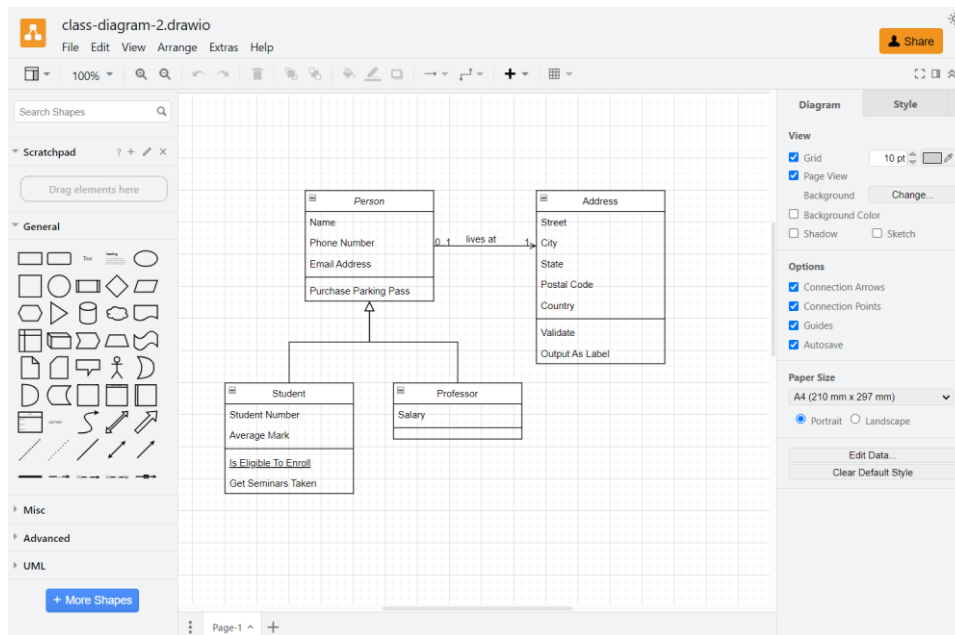 class-diagram-2.drawio
File Edit View Arrange Extras Help
Share
100%
Search Shapes
Scratchpad
?
Drag elements here
General
Text
Heading
Misc
Advanced
UML
+ More Shapes
Person
Name
Phone Number
Email Address
Purchase Parking Pass
0..1 lives at 1
Address
Street
City
State
Postal Code
Country
Validate
Output As Label
Student
Student Number
Average Mark
Is Eligible To Enroll
Get Seminars Taken
Professor
Salary
Page-1
Diagram Style
View
Grid 10 pt
Page View
Background Change...
Background Color
Shadow Sketch
Options
Connection Arrows
Connection Points
Guides
Autosave
Paper Size
A4 (210 mm x 297 mm)
Portrait Landscape
Edit Data...
Clear Default Style